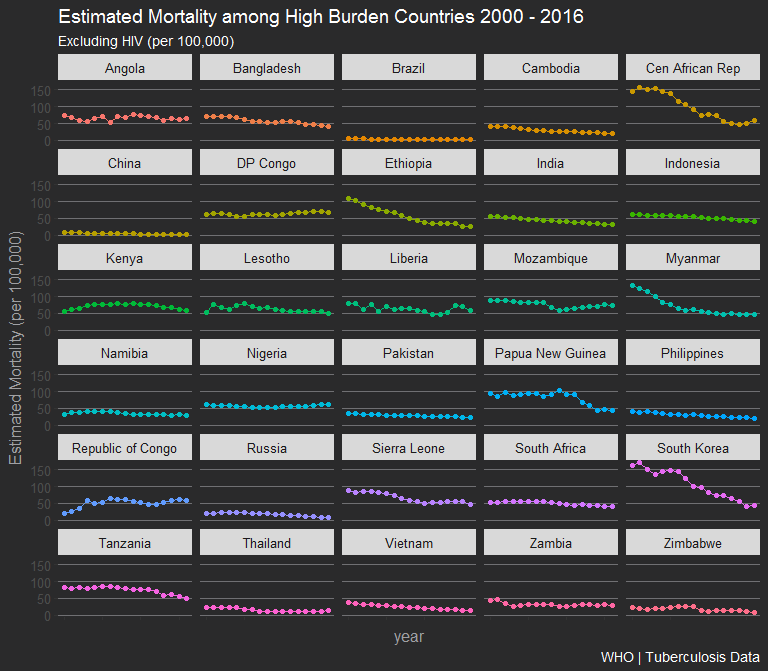 Estimated Mortality among High Burden Countries 2000 - 2016
Excluding HIV (per 100,000)
Angola Bangladesh Brazil Cambodia Cen African Rep
150
100
50
0
China DP Congo Ethiopia India Indonesia
150
100
50
0
Kenya Lesotho Liberia Mozambique Myanmar
150
100
50
0
Namibia Nigeria Pakistan Papua New Guinea Philippines
150
100
50
0
Republic of Congo Russia Sierra Leone South Africa South Korea
150
100
50
0
Tanzania Thailand Vietnam Zambia Zimbabwe
150
100
50
0
Estimated Mortality (per 100,000)
year
WHO | Tuberculosis Data